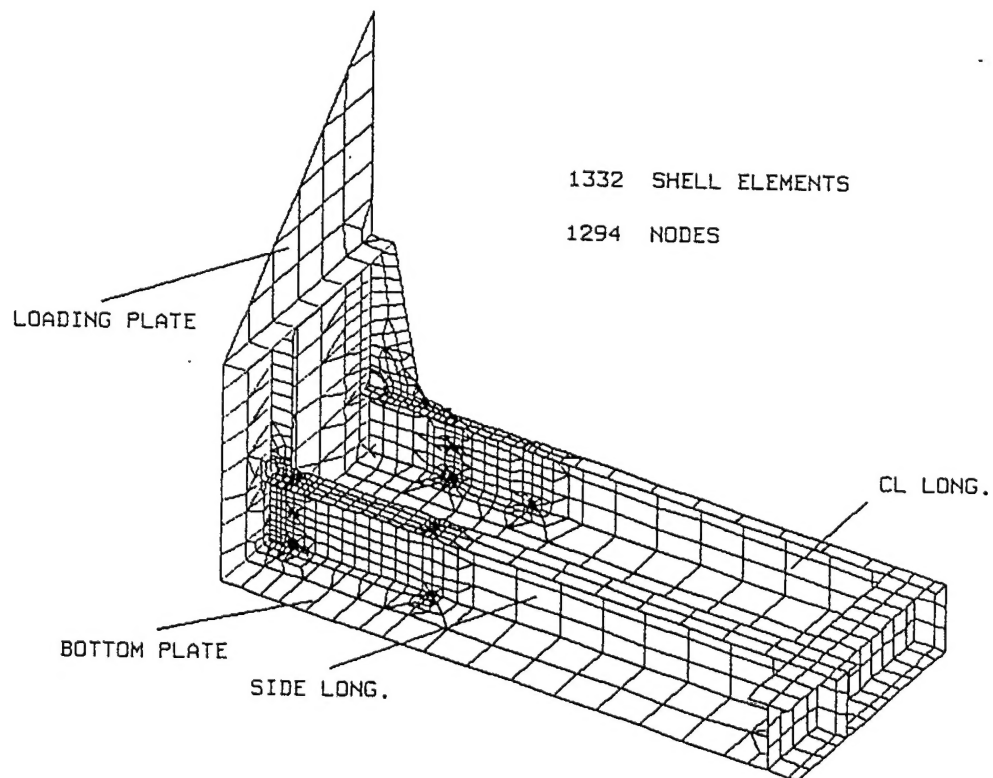 1332 SHELL ELEMENTS
1294 NODES
LOADING PLATE
CL LONG.
BOTTOM PLATE
SIDE LONG.